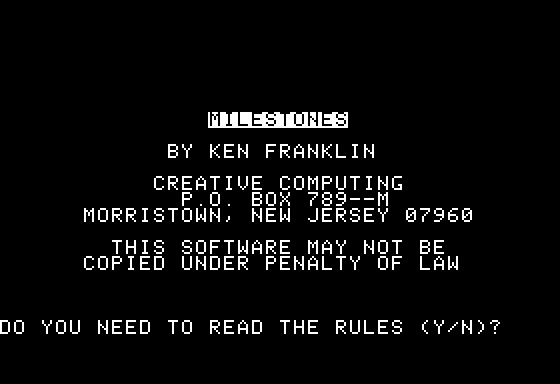 MILESTONES
BY KEN FRANKLIN
CREATIVE COMPUTING
P.O. BOX 789--M
MORRISTOWN, NEW JERSEY 07960
THIS SOFTWARE MAY NOT BE
COPIED UNDER PENALTY OF LAW
DO YOU NEED TO READ THE RULES (Y/N)?